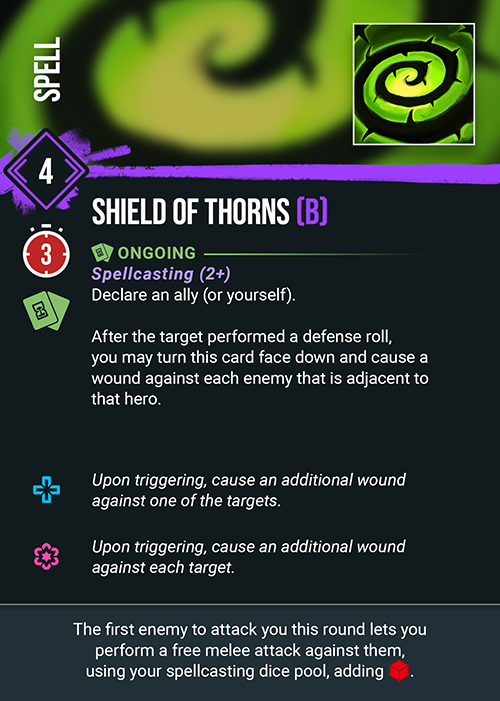 SPELL
4
SHIELD OF THORNS (B)
3
ONGOING
Spellcasting (2+)
Declare an ally (or yourself).
After the target performed a defense roll,
you may turn this card face down and cause a
wound against each enemy that is adjacent to
that hero.
Upon triggering, cause an additional wound
against one of the targets.
Upon triggering, cause an additional wound
against each target.
The first enemy to attack you this round lets you
perform a free melee attack against them,
using your spellcasting dice pool, adding .